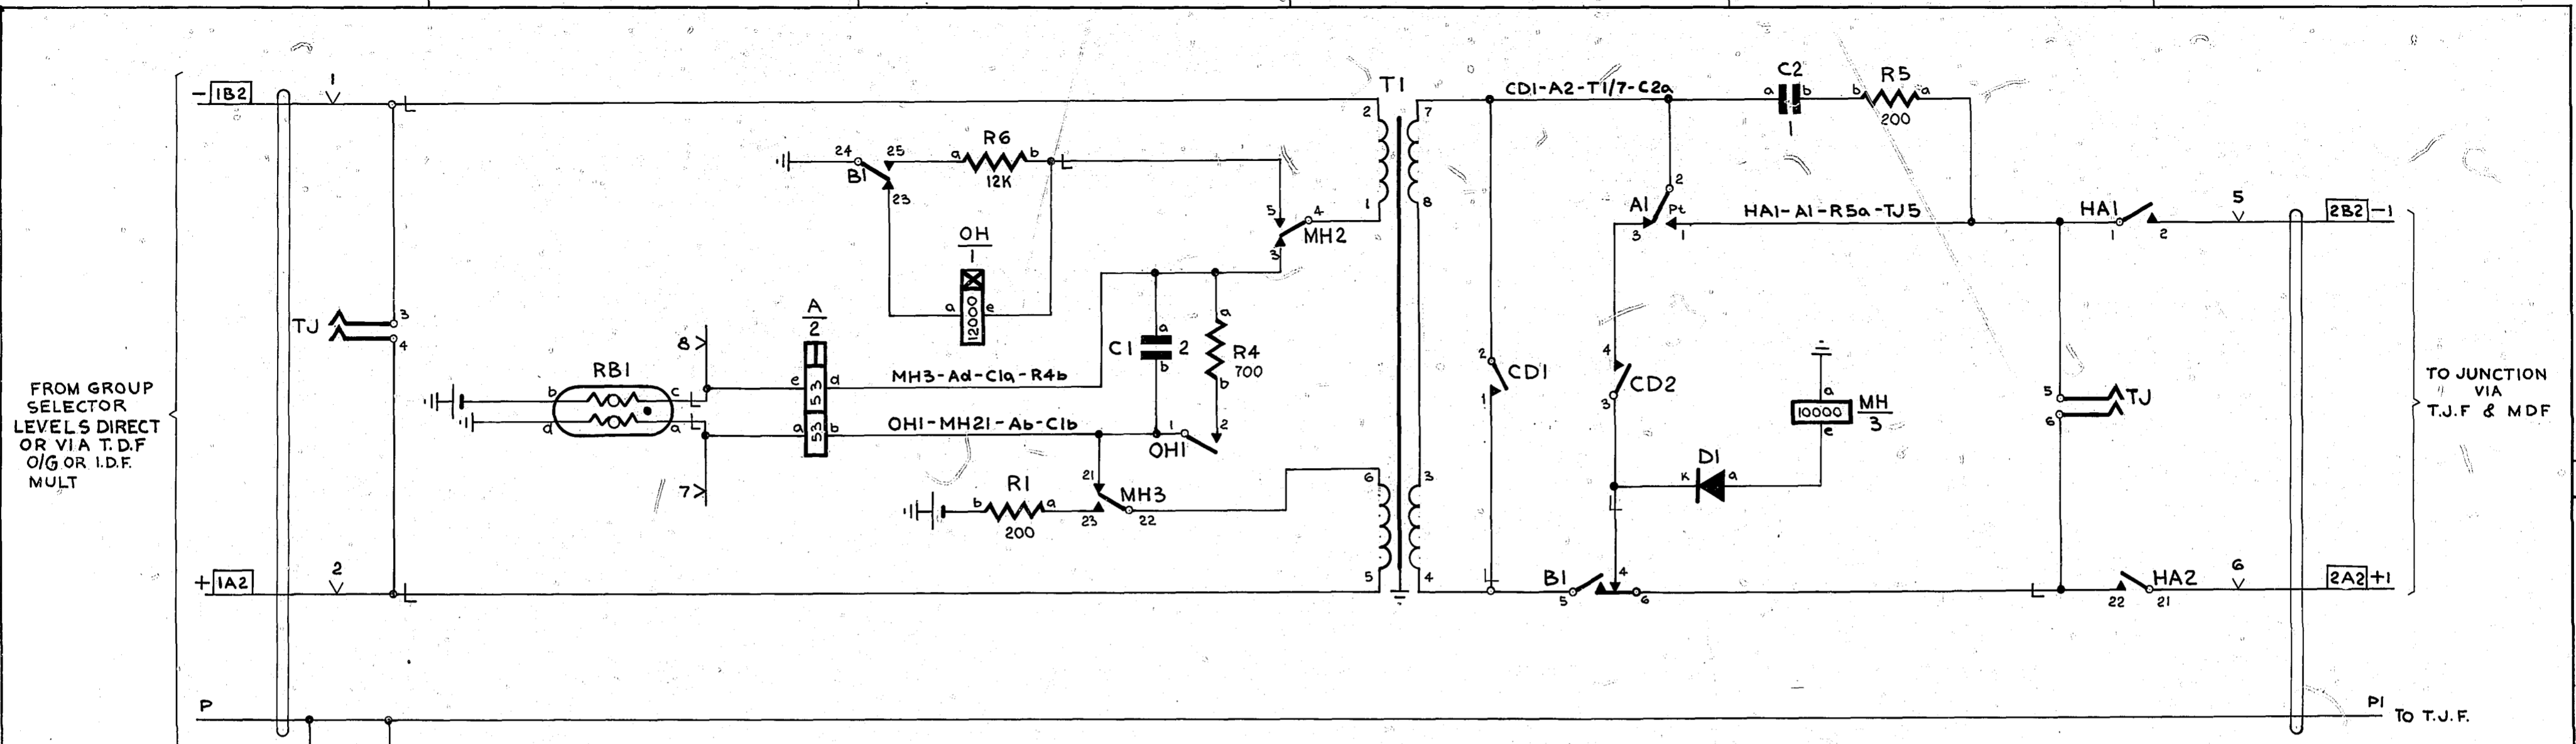 - 1B2
1
+ 1A2
2
P
FROM GROUP
SELECTOR
LEVELS DIRECT
OR VIA T.D.F
O/G OR I.D.F.
MULT
TJ
3
4
RB1
b
c
d
a
8
7
A
2
e
53
d
a
53
b
MH3-Ad-C1a-R4b
OH1-MH21-Ab-C1b
24
25
B1
23
a
R6
b
12K
OH
1
a
12000
e
5
4
MH2
3
C1
a
2
b
a
R4
700
b
1
2
OH1
21
MH3
23
22
b
R1
a
200
T1
2
1
6
5
7
8
3
4
CD1-A2-T1/7-C2a
a
C2
b
1
b
R5
a
200
2
A1
Pt
3
1
HA1-A1-R5a-TJ5
HA1
1
2
5
2B2 -1
2
CD1
1
4
CD2
3
a
10000
MH
3
e
D1
K
a
B1
5
4
6
5
TJ
6
HA2
22
21
6
2A2 +1
TO JUNCTION
VIA
T.J.F & MDF
P1
TO T.J.F.